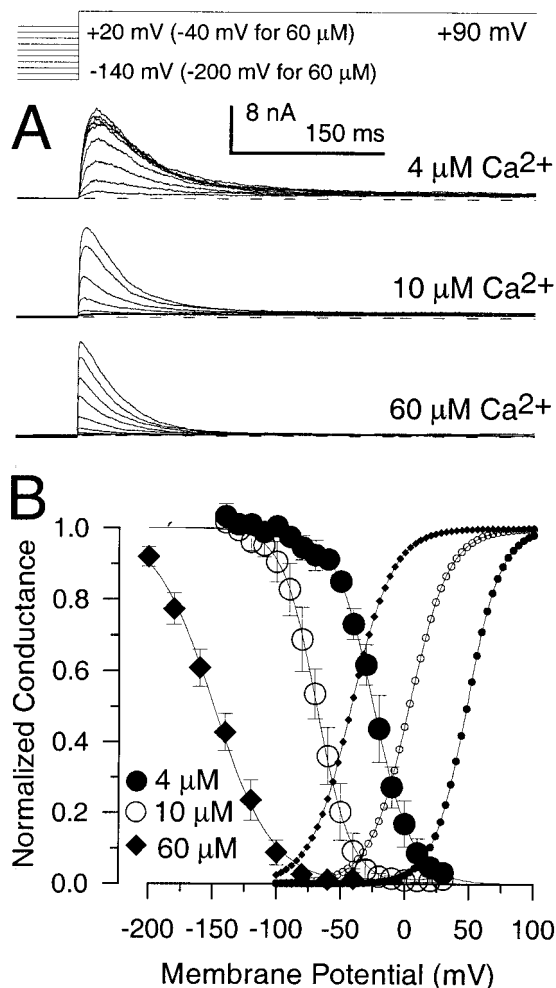 +20 mV (-40 mV for 60 μM)
+90 mV
-140 mV (-200 mV for 60 μM)
A
8 nA
150 ms
4 μM Ca2+
10 μM Ca2+
60 μM Ca2+
B
1.0
0.8
0.6
0.4
0.2
0.0
Normalized Conductance
4 μM
10 μM
60 μM
-200 -150 -100 -50 0 50 100
Membrane Potential (mV)